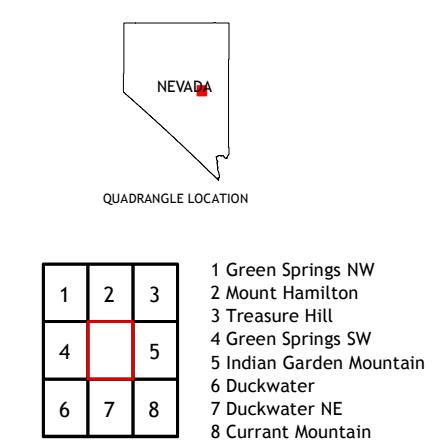 NEVADA
QUADRANGLE LOCATION
1 2 3
4 5
6 7 8
1 Green Springs NW
2 Mount Hamilton
3 Treasure Hill
4 Green Springs SW
5 Indian Garden Mountain
6 Duckwater
7 Duckwater NE
8 Currant Mountain